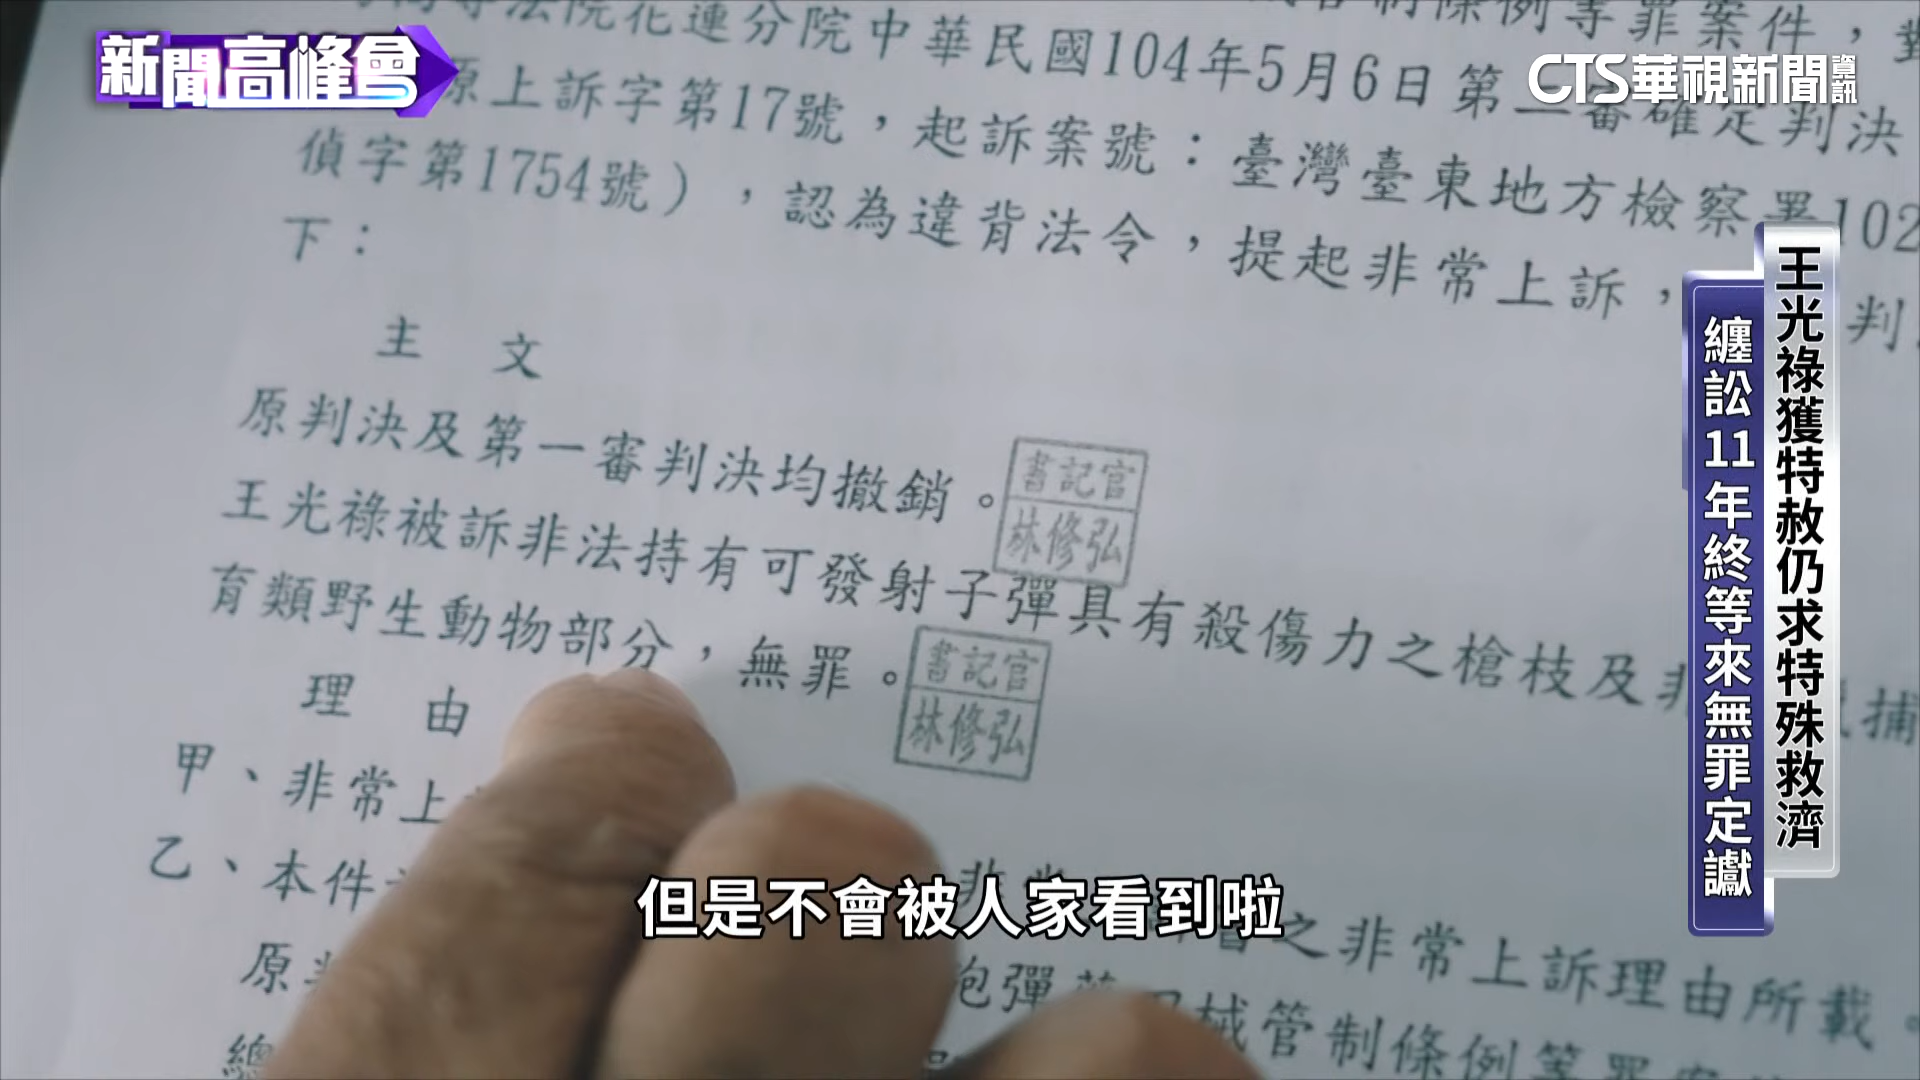 新聞高峰會
CTS華視新聞資訊
高等法院花連分院中華民國104年5月6日第二審確定判決
原上訴字第17號，起訴案號：臺灣臺東地方檢察署102
偵字第1754號），認為違背法令，提起非常上訴，
下：
主文
原判決及第一審判決均撤銷。
書記官
林修弘
王光祿被訴非法持有可發射子彈具有殺傷力之槍枝及非
育類野生動物部分，無罪。
書記官
林修弘
理由
甲、非常上
乙、本件
之非常上訴理由所載。
原判
砲彈
械管制條例等罪案
總
王光祿獲特赦仍求特殊救濟
纏訟11年終等來無罪定讞
但是不會被人家看到啦